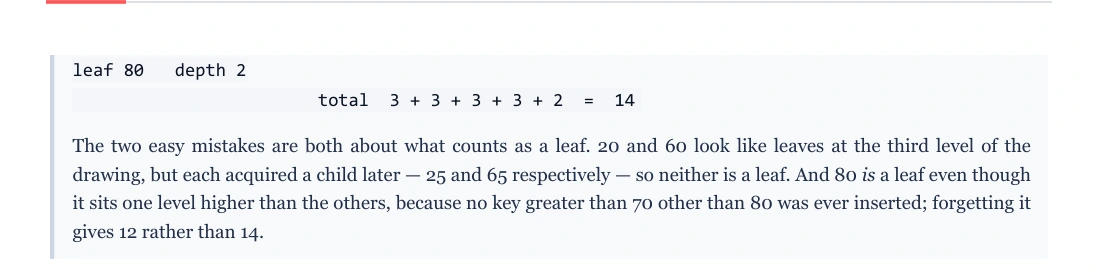 leaf 80   depth 2
total  3 + 3 + 3 + 3 + 2  =  14
The two easy mistakes are both about what counts as a leaf. 20 and 60 look like leaves at the third level of the
drawing, but each acquired a child later — 25 and 65 respectively — so neither is a leaf. And 80 is a leaf even though
it sits one level higher than the others, because no key greater than 70 other than 80 was ever inserted; forgetting it
gives 12 rather than 14.